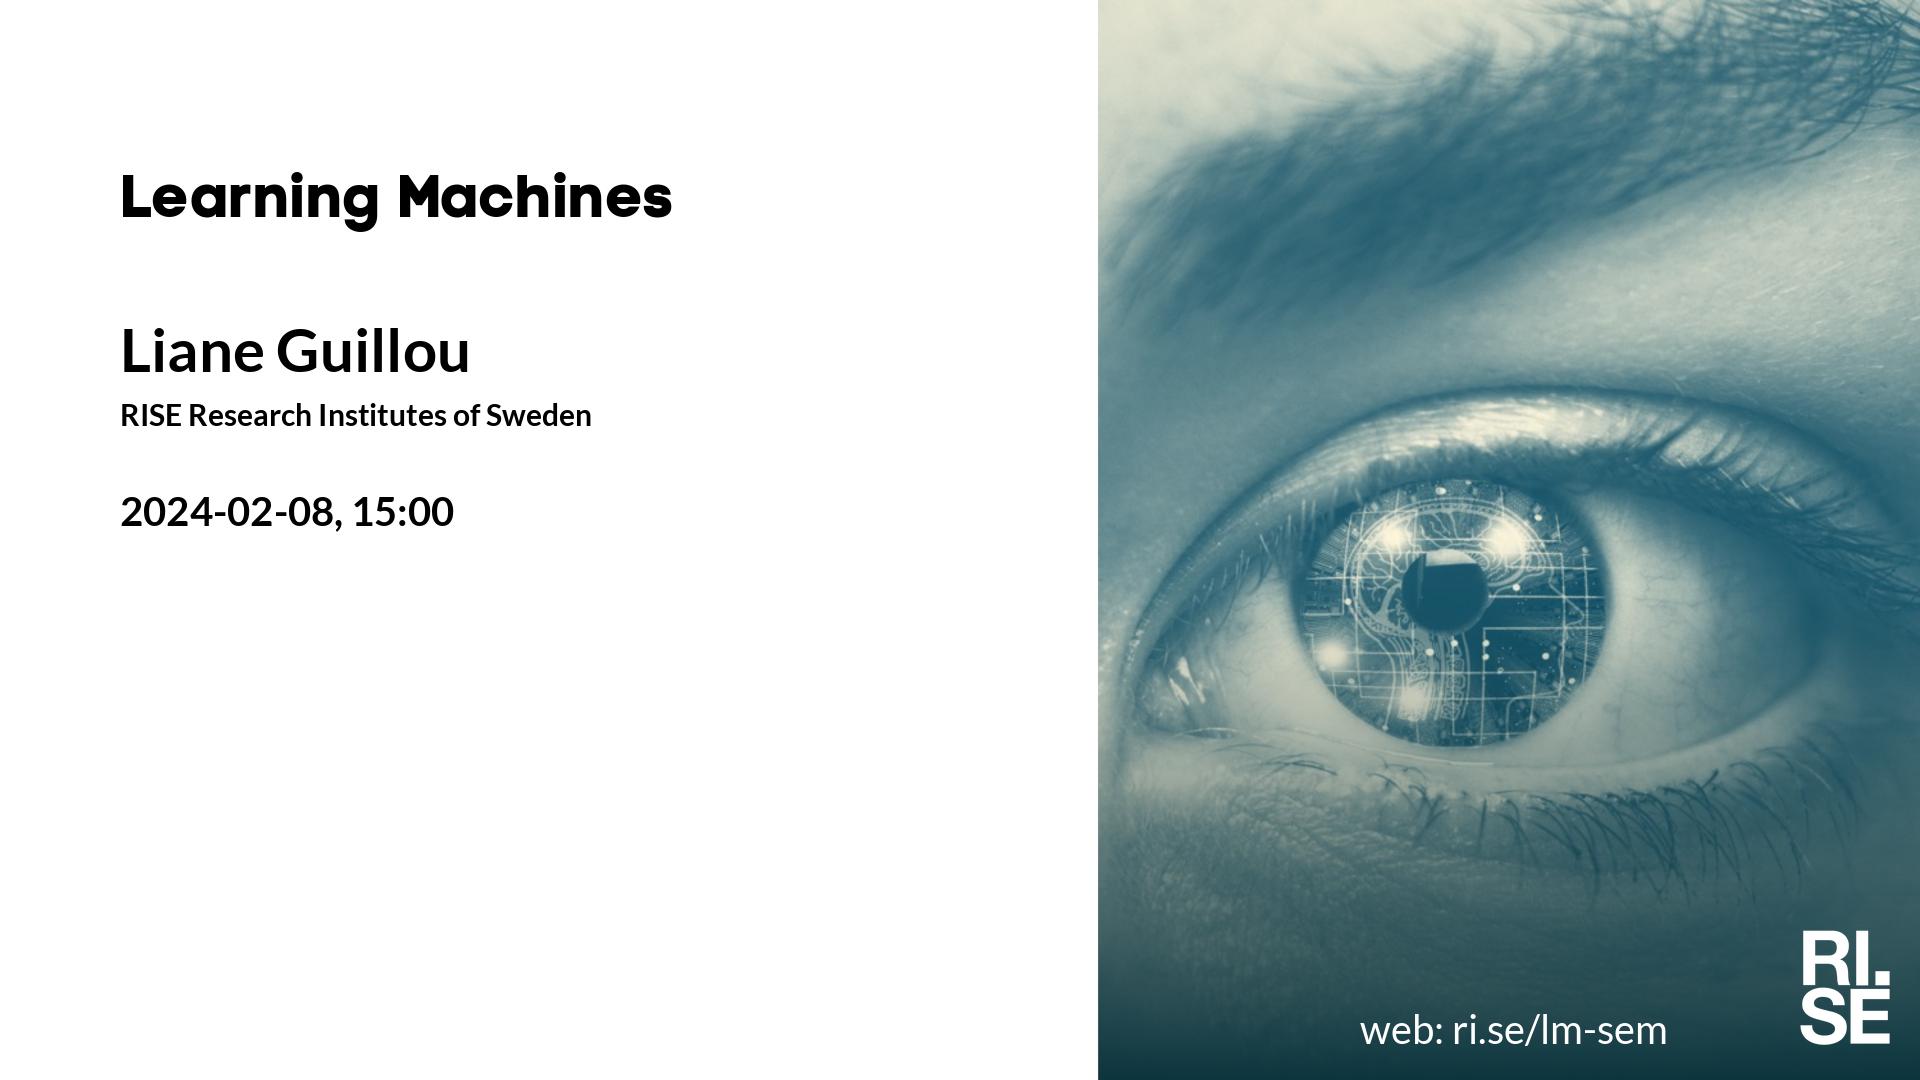 Learning Machines
Liane Guillou
RISE Research Institutes of Sweden
2024-02-08, 15:00
web: ri.se/lm-sem
RI.
SE